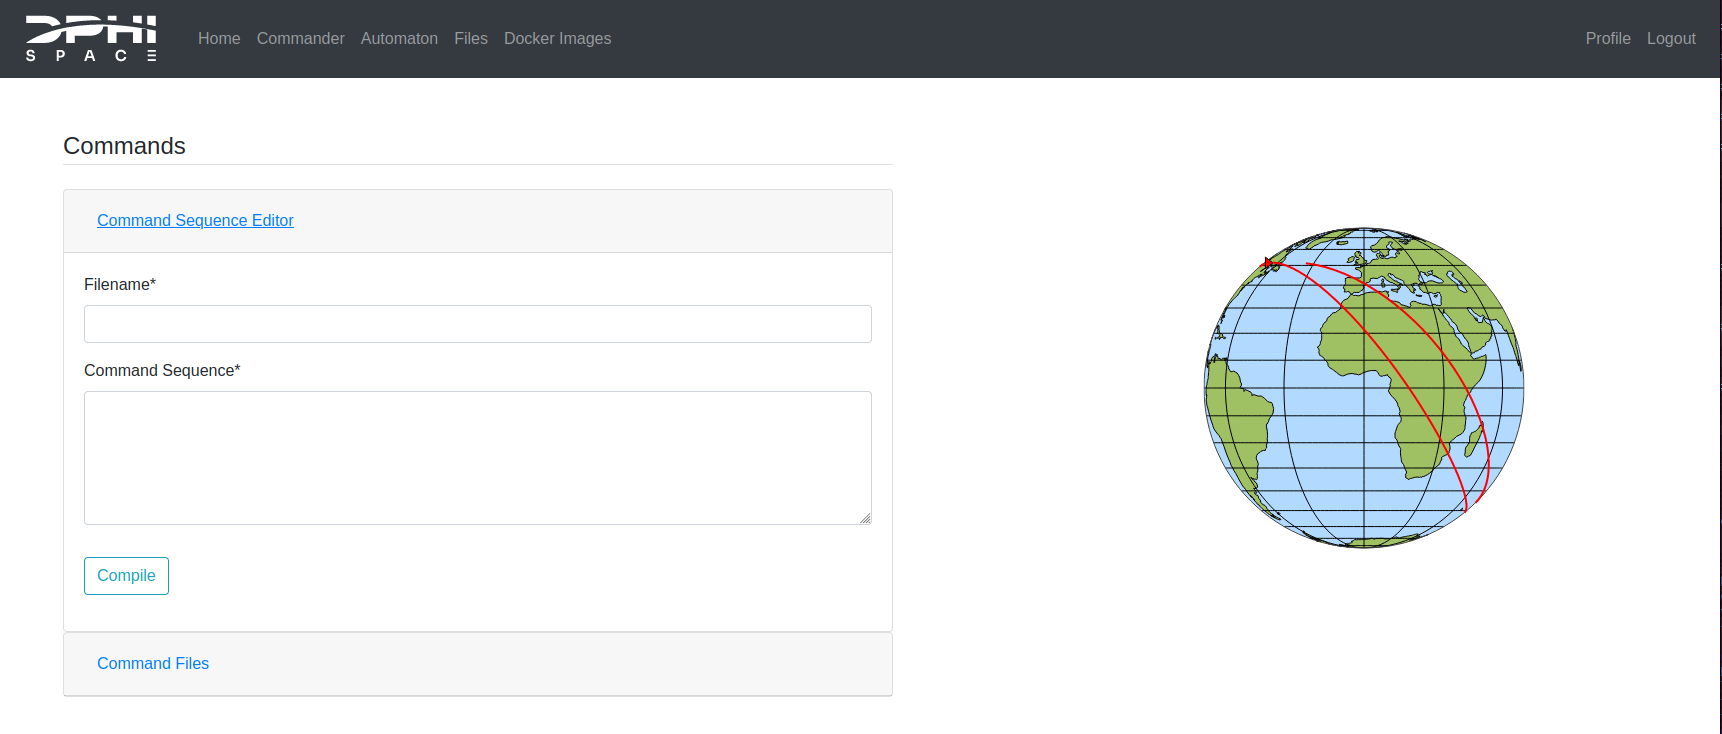 DPHI
SPACE
Home Commander Automaton Files Docker Images Profile Logout
Commands
Command Sequence Editor
Filename*
Command Sequence*
Compile
Command Files